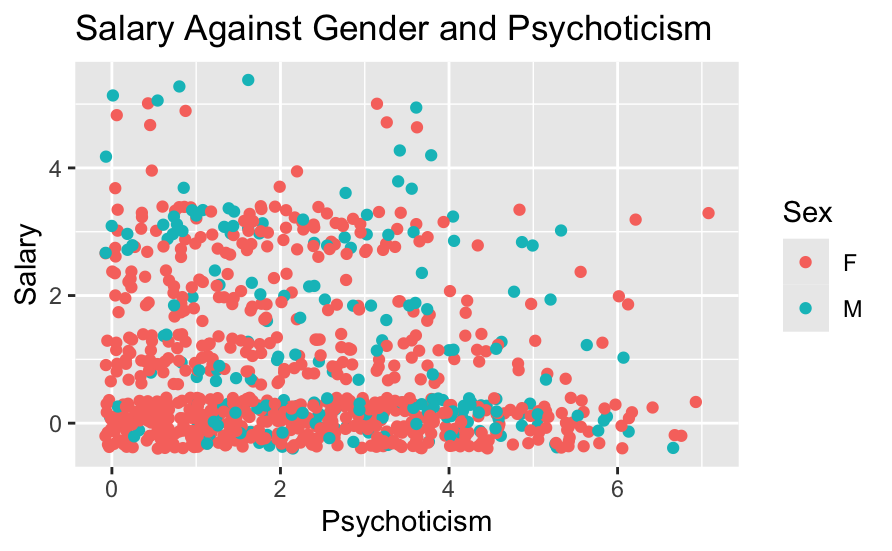 Salary Against Gender and Psychoticism
Salary
4
2
0
0 2 4 6
Psychoticism
Sex
F
M